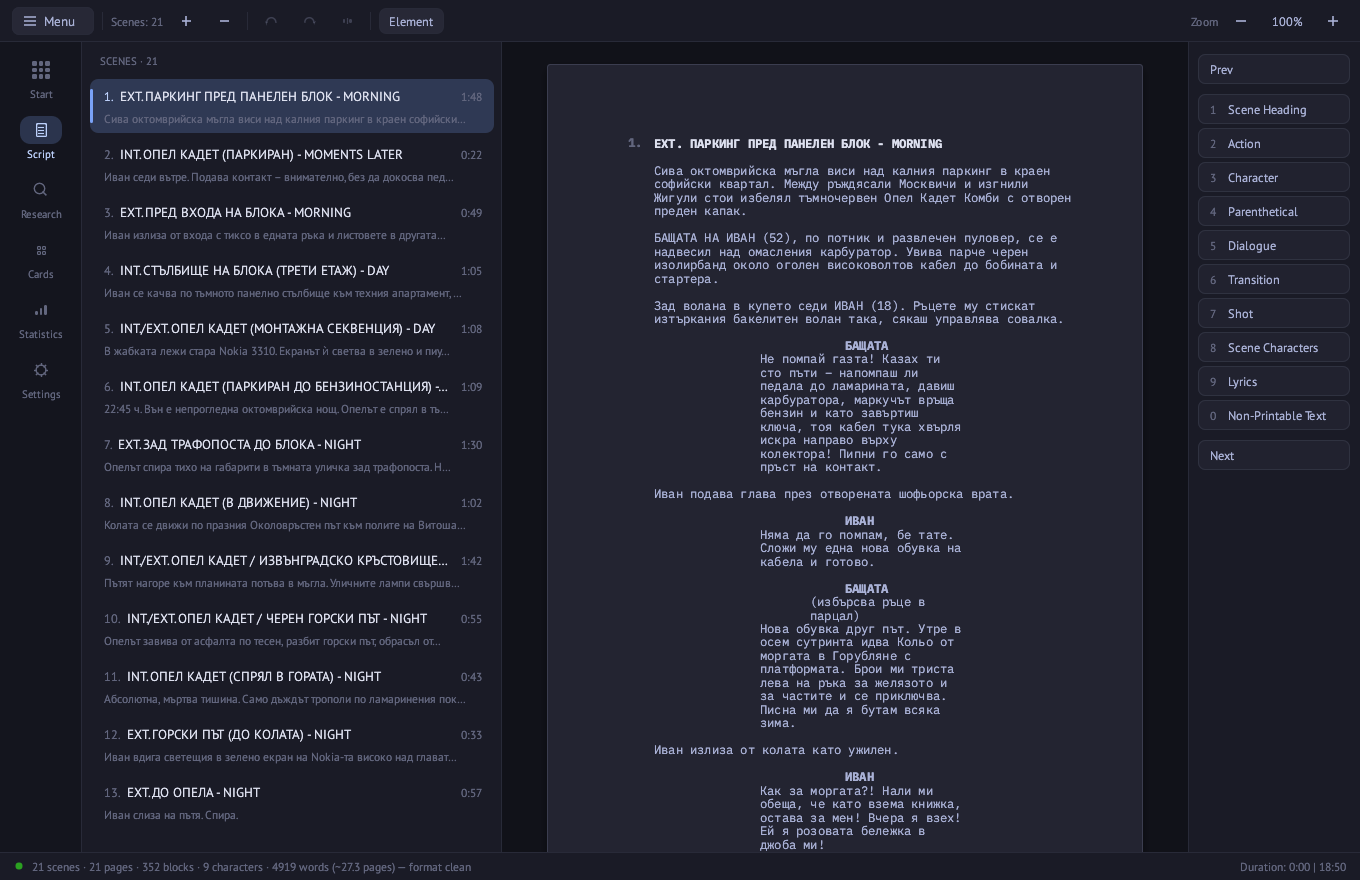 Menu
Scenes: 21
Element
Zoom
100%
Start
Script
Research
Cards
Statistics
Settings
SCENES · 21
1. EXT.ПАРКИНГ ПРЕД ПАНЕЛЕН БЛОК - MORNING 1:48
Сива октомврийска мъгла виси над калния паркинг в краен софийски...
2. INT.ОПЕЛ КАДЕТ (ПАРКИРАН) - MOMENTS LATER 0:22
Иван седи вътре. Подава контакт – внимателно, без да докосва пед...
3. EXT.ПРЕД ВХОДА НА БЛОКА - MORNING 0:49
Иван излиза от входа с тиксо в едната ръка и листовете в другата...
4. INT.СТЪЛБИЩЕ НА БЛОКА (ТРЕТИ ЕТАЖ) - DAY 1:05
Иван се качва по тъмното панелно стълбище към техния апартамент, ...
5. INT./EXT.ОПЕЛ КАДЕТ (МОНТАЖНА СЕКВЕНЦИЯ) - DAY 1:08
В жабката лежи стара Nokia 3310. Екранът ѝ светва в зелено и пиу...
6. INT.ОПЕЛ КАДЕТ (ПАРКИРАН ДО БЕНЗИНОСТАНЦИЯ) -... 1:09
22:45 ч. Вън е непрогледна октомврийска нощ. Опелът е спрял в тъ...
7. EXT.ЗАД ТРАФОПОСТА ДО БЛОКА - NIGHT 1:30
Опелът спира тихо на габарити в тъмната уличка зад трафопоста. Н...
8. INT.ОПЕЛ КАДЕТ (В ДВИЖЕНИЕ) - NIGHT 1:02
Колата се движи по празния Околовръстен път към полите на Витоша...
9. INT./EXT.ОПЕЛ КАДЕТ / ИЗВЪНГРАДСКО КРЪСТОВИЩЕ... 1:42
Пътят нагоре към планината потъва в мъгла. Уличните лампи свършв...
10. INT./EXT.ОПЕЛ КАДЕТ / ЧЕРЕН ГОРСКИ ПЪТ - NIGHT 0:55
Опелът завива от асфалта по тесен, разбит горски път, обрасъл от...
11. INT.ОПЕЛ КАДЕТ (СПРЯЛ В ГОРАТА) - NIGHT 0:43
Абсолютна, мъртва тишина. Само дъждът трополи по ламаринения пок...
12. EXT.ГОРСКИ ПЪТ (ДО КОЛАТА) - NIGHT 0:33
Иван вдига светещия в зелено екран на Nokia-та високо над глават...
13. EXT.ДО ОПЕЛА - NIGHT 0:57
Иван слиза на пътя. Спира.
1. EXT. ПАРКИНГ ПРЕД ПАНЕЛЕН БЛОК - MORNING
Сива октомврийска мъгла виси над калния паркинг в краен
софийски квартал. Между ръждясали Москвичи и изгнили
Жигули стои избелял тъмночервен Опел Кадет Комби с отворен
преден капак.
БАЩАТА НА ИВАН (52), по потник и развлечен пуловер, се е
надвесил над омасления карбуратор. Увива парче черен
изолирбанд около оголен високоволтов кабел до бобината и
стартера.
Зад волана в купето седи ИВАН (18). Ръцете му стискат
изтъркания бакелитен волан така, сякаш управлява совалка.
БАЩАТА
Не помпай газта! Казах ти
сто пъти – напомпаш ли
педала до ламарината, давиш
карбуратора, маркучът връща
бензин и като завъртиш
ключа, тоя кабел тука хвърля
искра направо върху
колектора! Пипни го само с
пръст на контакт.
Иван подава глава през отворената шофьорска врата.
ИВАН
Няма да го помпам, бе тате.
Сложи му една нова обувка на
кабела и готово.
БАЩАТА
(избърсва ръце в
парцал)
Нова обувка друг път. Утре в
осем сутринта идва Кольо от
моргата в Горубляне с
платформата. Брои ми триста
лева на ръка за желязото и
за частите и се приключва.
Писна ми да я бутам всяка
зима.
Иван излиза от колата като ужилен.
ИВАН
Как за моргата?! Нали ми
обеща, че като взема книжка,
остава за мен! Вчера я взех!
Ей я розовата бележка в
джоба ми!
Prev
1 Scene Heading
2 Action
3 Character
4 Parenthetical
5 Dialogue
6 Transition
7 Shot
8 Scene Characters
9 Lyrics
0 Non-Printable Text
Next
21 scenes · 21 pages · 352 blocks · 9 characters · 4919 words (~27.3 pages) — format clean
Duration: 0:00 | 18:50